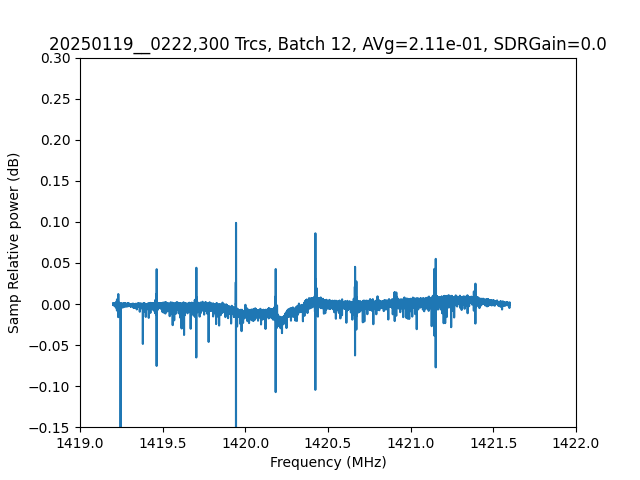 20250119__0222,300 Trcs, Batch 12, AVg=2.11e-01, SDRGain=0.0
0.30
0.25
0.20
0.15
0.10
0.05
0.00
−0.05
−0.10
−0.15
Samp Relative power (dB)
1419.0 1419.5 1420.0 1420.5 1421.0 1421.5 1422.0
Frequency (MHz)